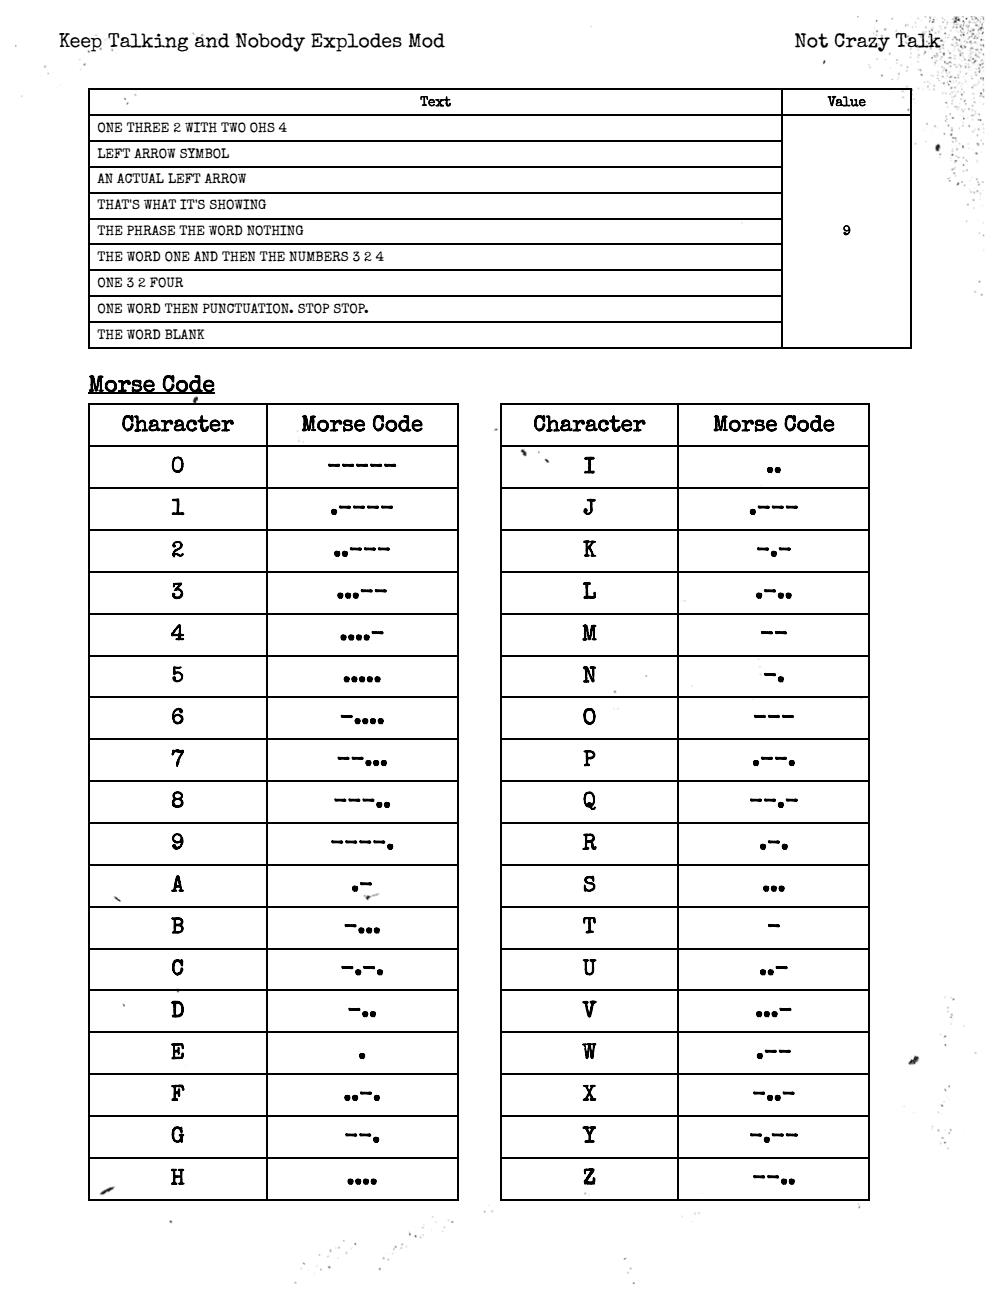 Keep Talking and Nobody Explodes Mod Not Crazy Talk
Text Value
ONE THREE 2 WITH TWO OHS 4
LEFT ARROW SYMBOL
AN ACTUAL LEFT ARROW
THAT'S WHAT IT'S SHOWING
THE PHRASE THE WORD NOTHING 9
THE WORD ONE AND THEN THE NUMBERS 3 2 4
ONE 3 2 FOUR
ONE WORD THEN PUNCTUATION. STOP STOP.
THE WORD BLANK
Morse Code
Character Morse Code Character Morse Code
0 ----- I ..
1 .---- J .---
2 ..--- K -.-
3 ...-- L .-..
4 ....- M --
5 ..... N -.
6 -.... O ---
7 --... P .--.
8 ---.. Q --.-
9 ----. R .-.
A .- S ...
B -... T -
C -.-. U ..-
D -.. V ...-
E . W .--
F ..-. X -..-
G --. Y -.--
H .... Z --..